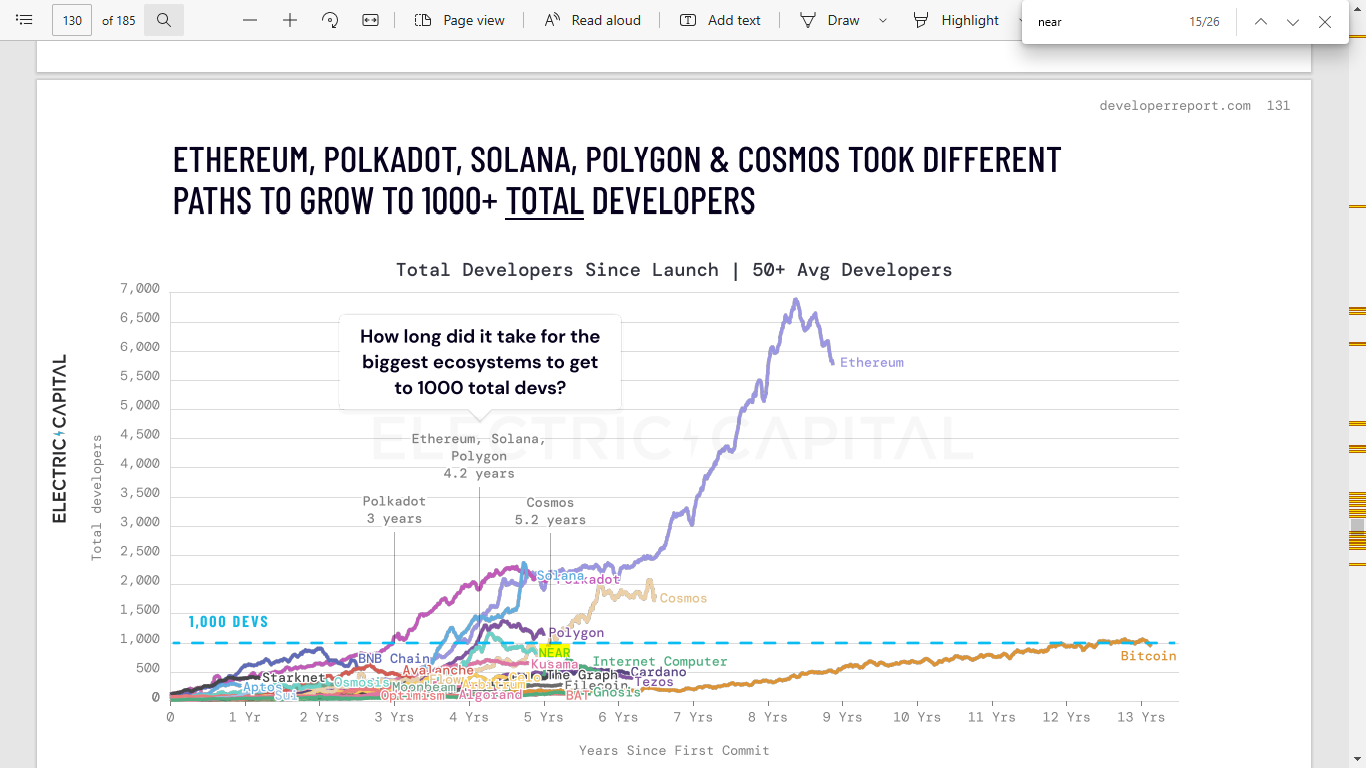 130 of 185
Page view
Read aloud
Add text
Draw
Highlight
near
15/26
developerreport.com 131
ETHEREUM, POLKADOT, SOLANA, POLYGON & COSMOS TOOK DIFFERENT
PATHS TO GROW TO 1000+ TOTAL DEVELOPERS
Total Developers Since Launch | 50+ Avg Developers
ELECTRIC CAPITAL
Total developers
7,000
6,500
6,000
5,500
5,000
4,500
4,000
3,500
3,000
2,500
2,000
1,500
1,000
500
0
How long did it take for the
biggest ecosystems to get
to 1000 total devs?
ELECTRIC CAPITAL
Ethereum
Ethereum, Solana,
Polygon
4.2 years
Polkadot
3 years
Cosmos
5.2 years
Solana
Polkadot
Cosmos
1,000 DEVS
Polygon
NEAR
Bitcoin
BNB Chain
Kusama
Internet Computer
Avalanche
Cardano
Starknet
The Graph
Flow
Celo
Tezos
Osmosis
Aptos
Moonbeam
Arbitrum
Filecoin
Sui
Optimism
Algorand
BAT
Gnosis
0
1 Yr
2 Yrs
3 Yrs
4 Yrs
5 Yrs
6 Yrs
7 Yrs
8 Yrs
9 Yrs
10 Yrs
11 Yrs
12 Yrs
13 Yrs
Years Since First Commit